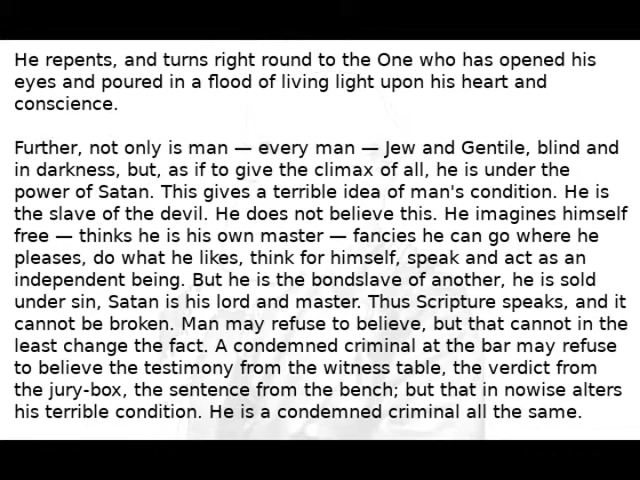 He repents, and turns right round to the One who has opened his
eyes and poured in a flood of living light upon his heart and
conscience.
Further, not only is man — every man — Jew and Gentile, blind and
in darkness, but, as if to give the climax of all, he is under the
power of Satan. This gives a terrible idea of man's condition. He is
the slave of the devil. He does not believe this. He imagines himself
free — thinks he is his own master — fancies he can go where he
pleases, do what he likes, think for himself, speak and act as an
independent being. But he is the bondslave of another, he is sold
under sin, Satan is his lord and master. Thus Scripture speaks, and it
cannot be broken. Man may refuse to believe, but that cannot in the
least change the fact. A condemned criminal at the bar may refuse
to believe the testimony from the witness table, the verdict from
the jury-box, the sentence from the bench; but that in nowise alters
his terrible condition. He is a condemned criminal all the same.